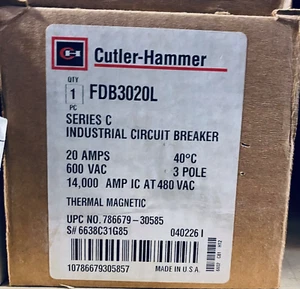 Cutler-Hammer
QTY
1
PC
FDB3020L
SERIES C
INDUSTRIAL CIRCUIT BREAKER
20 AMPS 40°C
600 VAC 3 POLE
14,000 AMP IC AT 480 VAC
THERMAL MAGNETIC
UPC NO. 786679-30585
S# 6638C31G85 040226 I
10786679305857 MADE IN U.S.A.